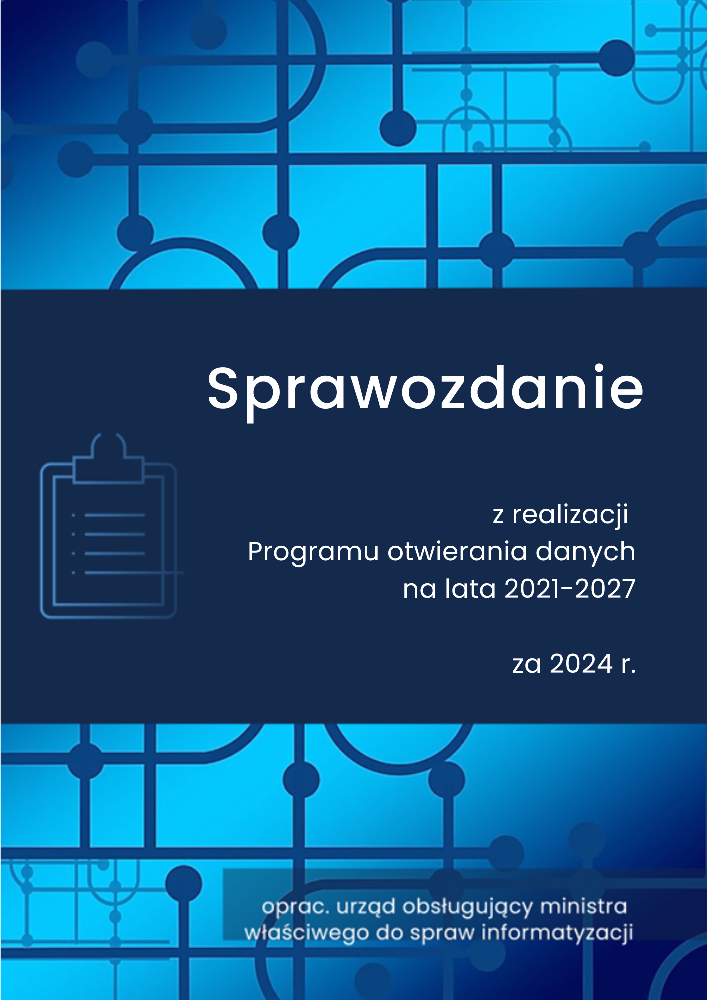 Sprawozdanie
z realizacji
Programu otwierania danych
na lata 2021-2027
za 2024 r.
oprac. urząd obsługujący ministra
właściwego do spraw informatyzacji